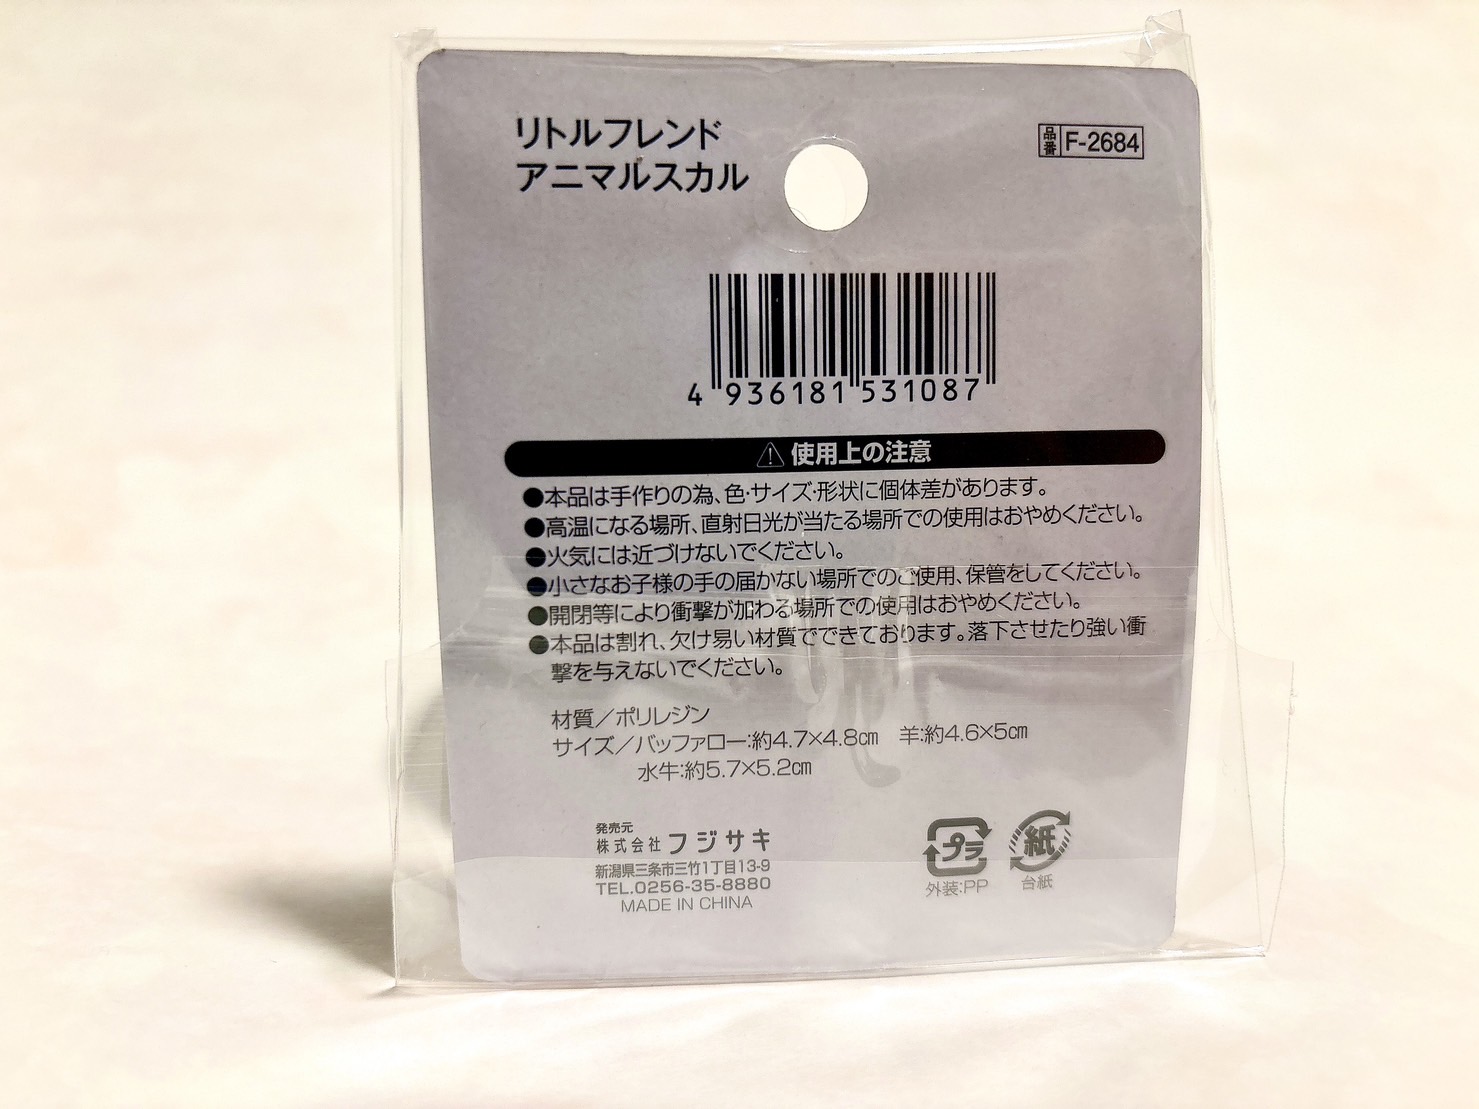 リトルフレンド
アニマルスカル
品番 F-2684
4 936181 531087
使用上の注意
●本品は手作りの為、色・サイズ・形状に個体差があります。
●高温になる場所、直射日光が当たる場所での使用はおやめください。
●火気には近づけないでください。
●小さなお子様の手の届かない場所でのご使用、保管をしてください。
●開閉等により衝撃が加わる場所での使用はおやめください。
●本品は割れ、欠け易い材質でできております。落下させたり強い衝
撃を与えないでください。
材質／ポリレジン
サイズ／バッファロー:約4.7×4.8㎝ 羊:約4.6×5㎝
水牛:約5.7×5.2㎝
発売元
株式会社 フジサキ
新潟県三条市三竹1丁目13-9
TEL.0256-35-8880
MADE IN CHINA
プラ 紙
外装:PP 台紙